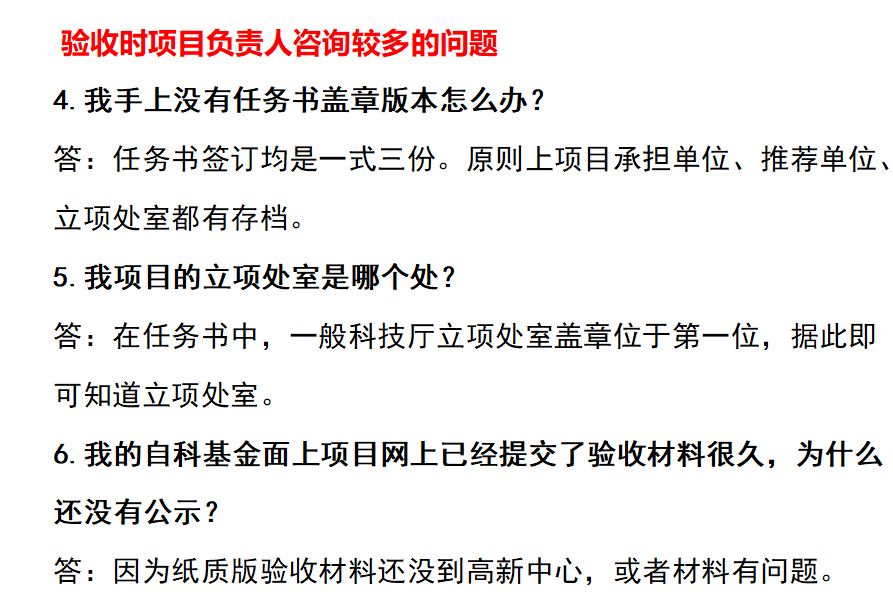 验收时项目负责人咨询较多的问题
4.我手上没有任务书盖章版本怎么办？
答：任务书签订均是一式三份。原则上项目承担单位、推荐单位、
立项处室都有存档。
5.我项目的立项处室是哪个处？
答：在任务书中，一般科技厅立项处室盖章位于第一位，据此即
可知道立项处室。
6.我的自科基金面上项目网上已经提交了验收材料很久，为什么
还没有公示？
答：因为纸质版验收材料还没到高新中心，或者材料有问题。